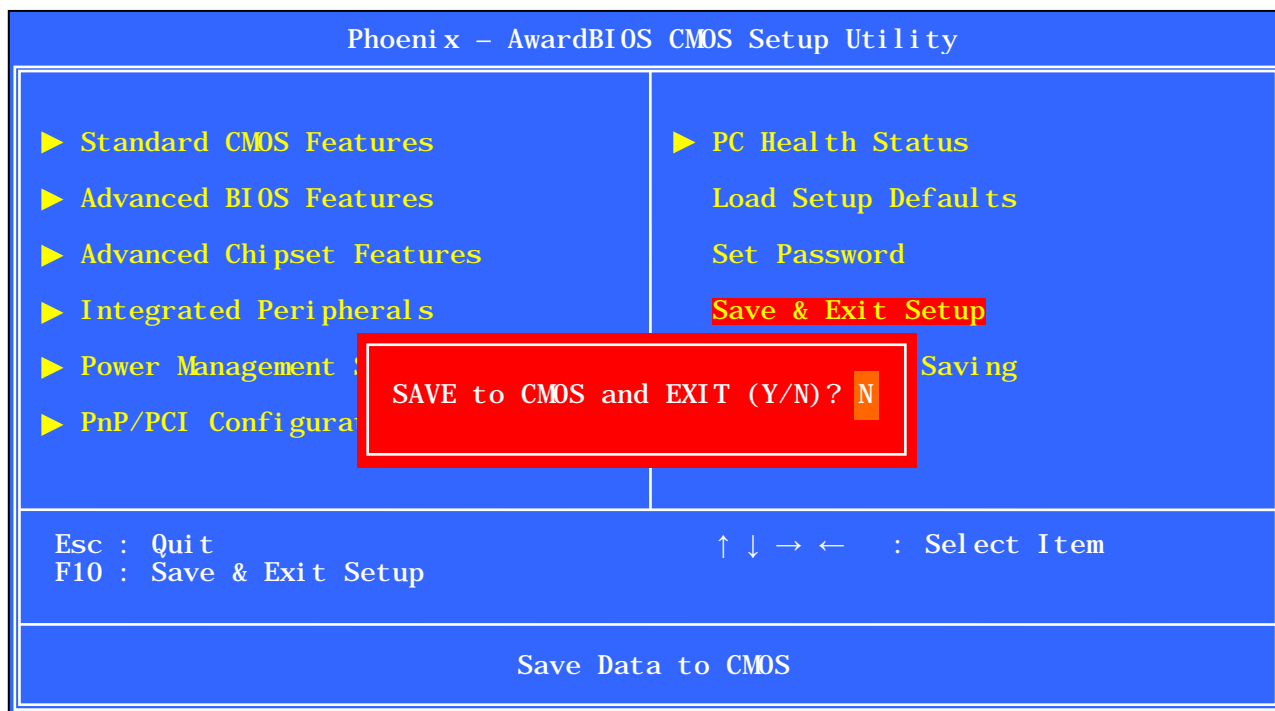 Phoenix – AwardBIOS CMOS Setup Utility
▶ Standard CMOS Features
▶ Advanced BIOS Features
▶ Advanced Chipset Features
▶ Integrated Peripherals
▶ Power Management
▶ PnP/PCI
▶ PC Health Status
Load Setup Defaults
Set Password
Save & Exit Setup
Saving
SAVE to CMOS and EXIT (Y/N)? N
Esc : Quit
F10 : Save & Exit Setup
↑ ↓ → ← : Select Item
Save Data to CMOS